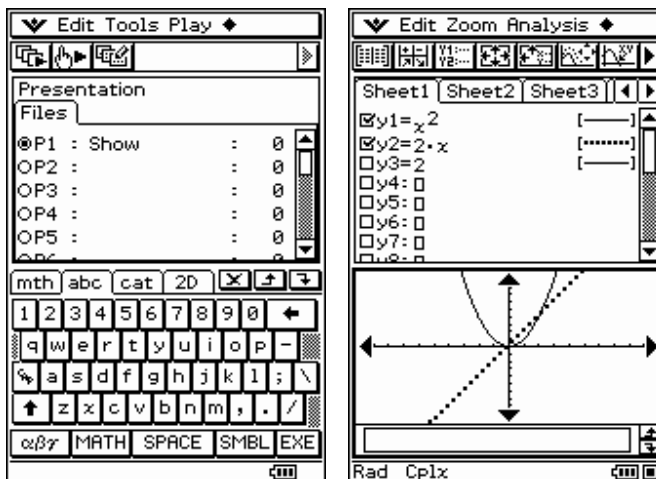 Edit Tools Play
Presentation
Files
P1 : Show : 0
P2 : : 0
P3 : : 0
P4 : : 0
P5 : : 0
mth abc cat 2D
1 2 3 4 5 6 7 8 9 0 ←
q w e r t y u i o p -
a s d f g h j k l ; \
z x c v b n m , . /
αβγ MATH SPACE SMBL EXE
Edit Zoom Analysis
Sheet1 Sheet2 Sheet3
y1=x2
y2=2·x
y3=2
y4:
y5:
y6:
y7:
Rad Cplx